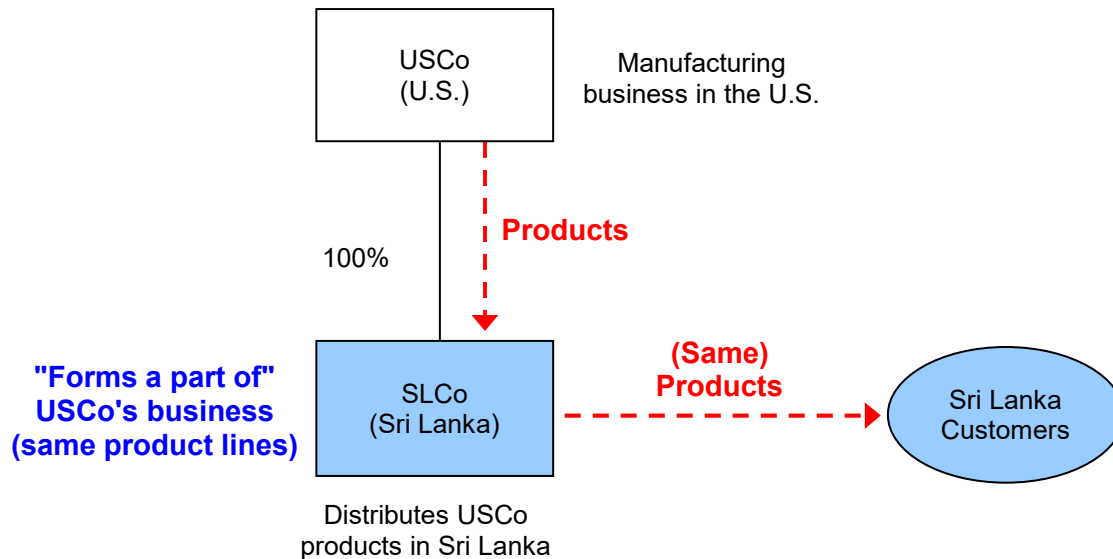 USCo
(U.S.)
Manufacturing
business in the U.S.
Products
100%
"Forms a part of"
USCo's business
(same product lines)
SLCo
(Sri Lanka)
(Same)
Products
Sri Lanka
Customers
Distributes USCo
products in Sri Lanka